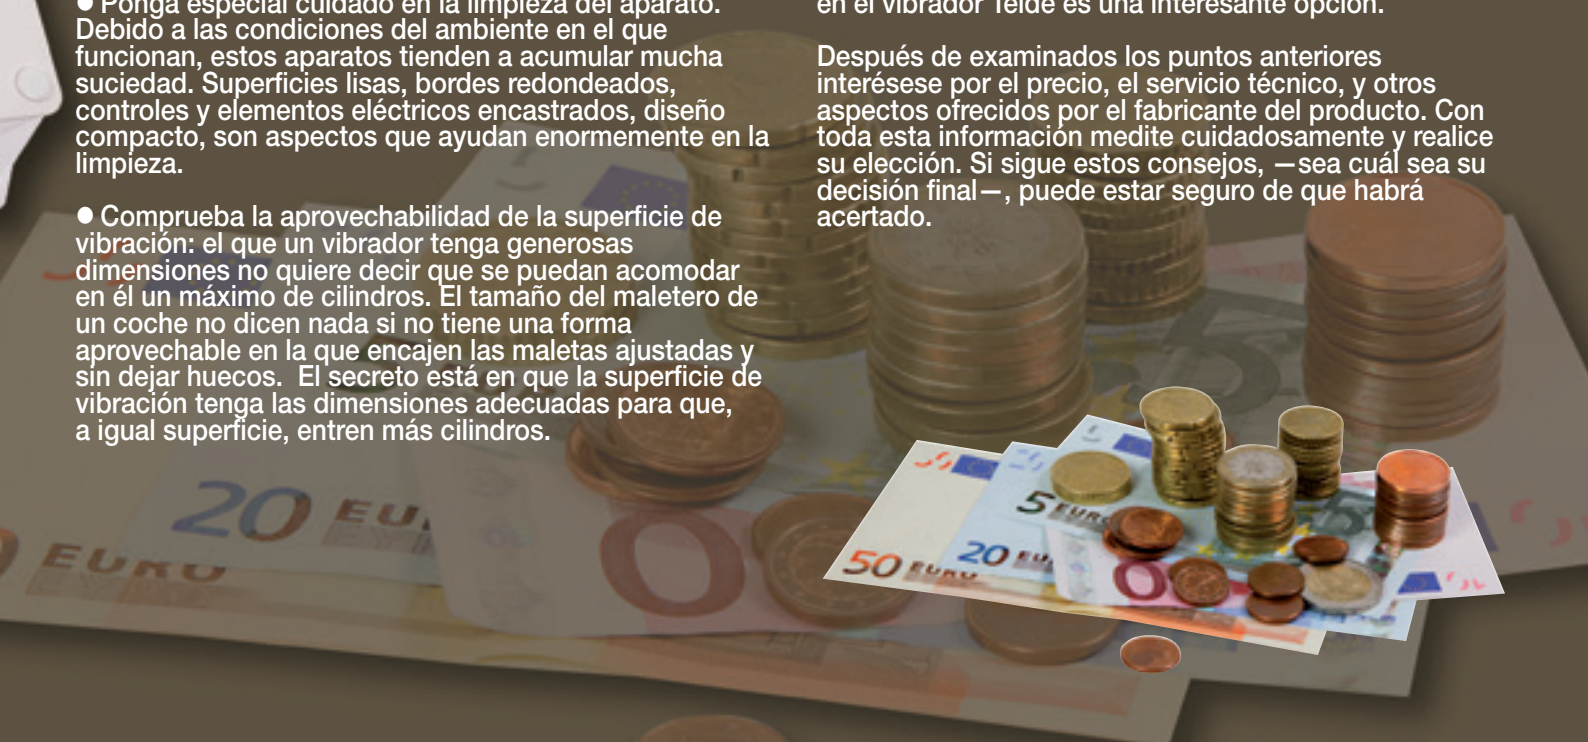 ● Ponga especial cuidado en la limpieza del aparato.
Debido a las condiciones del ambiente en el que
funcionan, estos aparatos tienden a acumular mucha
suciedad. Superficies lisas, bordes redondeados,
controles y elementos eléctricos encastrados, diseño
compacto, son aspectos que ayudan enormemente en la
limpieza.
● Comprueba la aprovechabilidad de la superficie de
vibración: el que un vibrador tenga generosas
dimensiones no quiere decir que se puedan acomodar
en él un máximo de cilindros. El tamaño del maletero de
un coche no dicen nada si no tiene una forma
aprovechable en la que encajen las maletas ajustadas y
sin dejar huecos. El secreto está en que la superficie de
vibración tenga las dimensiones adecuadas para que,
a igual superficie, entren más cilindros.
en el vibrador Telde es una interesante opción.
Después de examinados los puntos anteriores
interésese por el precio, el servicio técnico, y otros
aspectos ofrecidos por el fabricante del producto. Con
toda esta información medite cuidadosamente y realice
su elección. Si sigue estos consejos, —sea cuál sea su
decisión final—, puede estar seguro de que habrá
acertado.
20 EU
EURO
0
5
5 EURO
20 EU
50 EURO
0